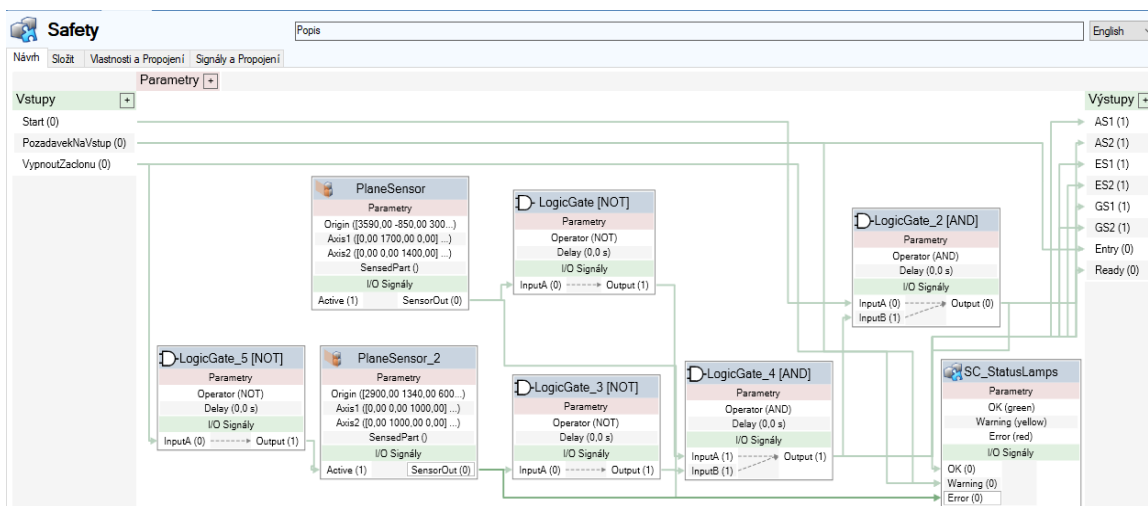 Safety
Popis
English
Návrh
Složit
Vlastnosti a Propojení
Signály a Propojení
Parametry +
Vstupy +
Start (0)
PozadavekNaVstup (0)
VypnoutZaclonu (0)
PlaneSensor
Parametry
Origin ([3590,00 -850,00 300...)
Axis1 ([0,00 1700,00 0,00] ...)
Axis2 ([0,00 0,00 1400,00] ...)
SensedPart ()
I/O Signály
Active (1) SensorOut (0)
LogicGate [NOT]
Parametry
Operator (NOT)
Delay (0,0 s)
I/O Signály
InputA (0) Output (1)
LogicGate_2 [AND]
Parametry
Operator (AND)
Delay (0,0 s)
I/O Signály
InputA (0) Output (0)
InputB (1)
Výstupy +
AS1 (1)
AS2 (1)
ES1 (1)
ES2 (1)
GS1 (1)
GS2 (1)
Entry (0)
Ready (0)
LogicGate_5 [NOT]
Parametry
Operator (NOT)
Delay (0,0 s)
I/O Signály
InputA (0) Output (1)
PlaneSensor_2
Parametry
Origin ([2900,00 1340,00 600...)
Axis1 ([0,00 0,00 1000,00] ...)
Axis2 ([0,00 1000,00 0,00] ...)
SensedPart ()
I/O Signály
Active (1) SensorOut (0)
LogicGate_3 [NOT]
Parametry
Operator (NOT)
Delay (0,0 s)
I/O Signály
InputA (0) Output (1)
LogicGate_4 [AND]
Parametry
Operator (AND)
Delay (0,0 s)
I/O Signály
InputA (1) Output (1)
InputB (1)
SC_StatusLamps
Parametry
OK (green)
Warning (yellow)
Error (red)
I/O Signály
OK (0)
Warning (0)
Error (0)